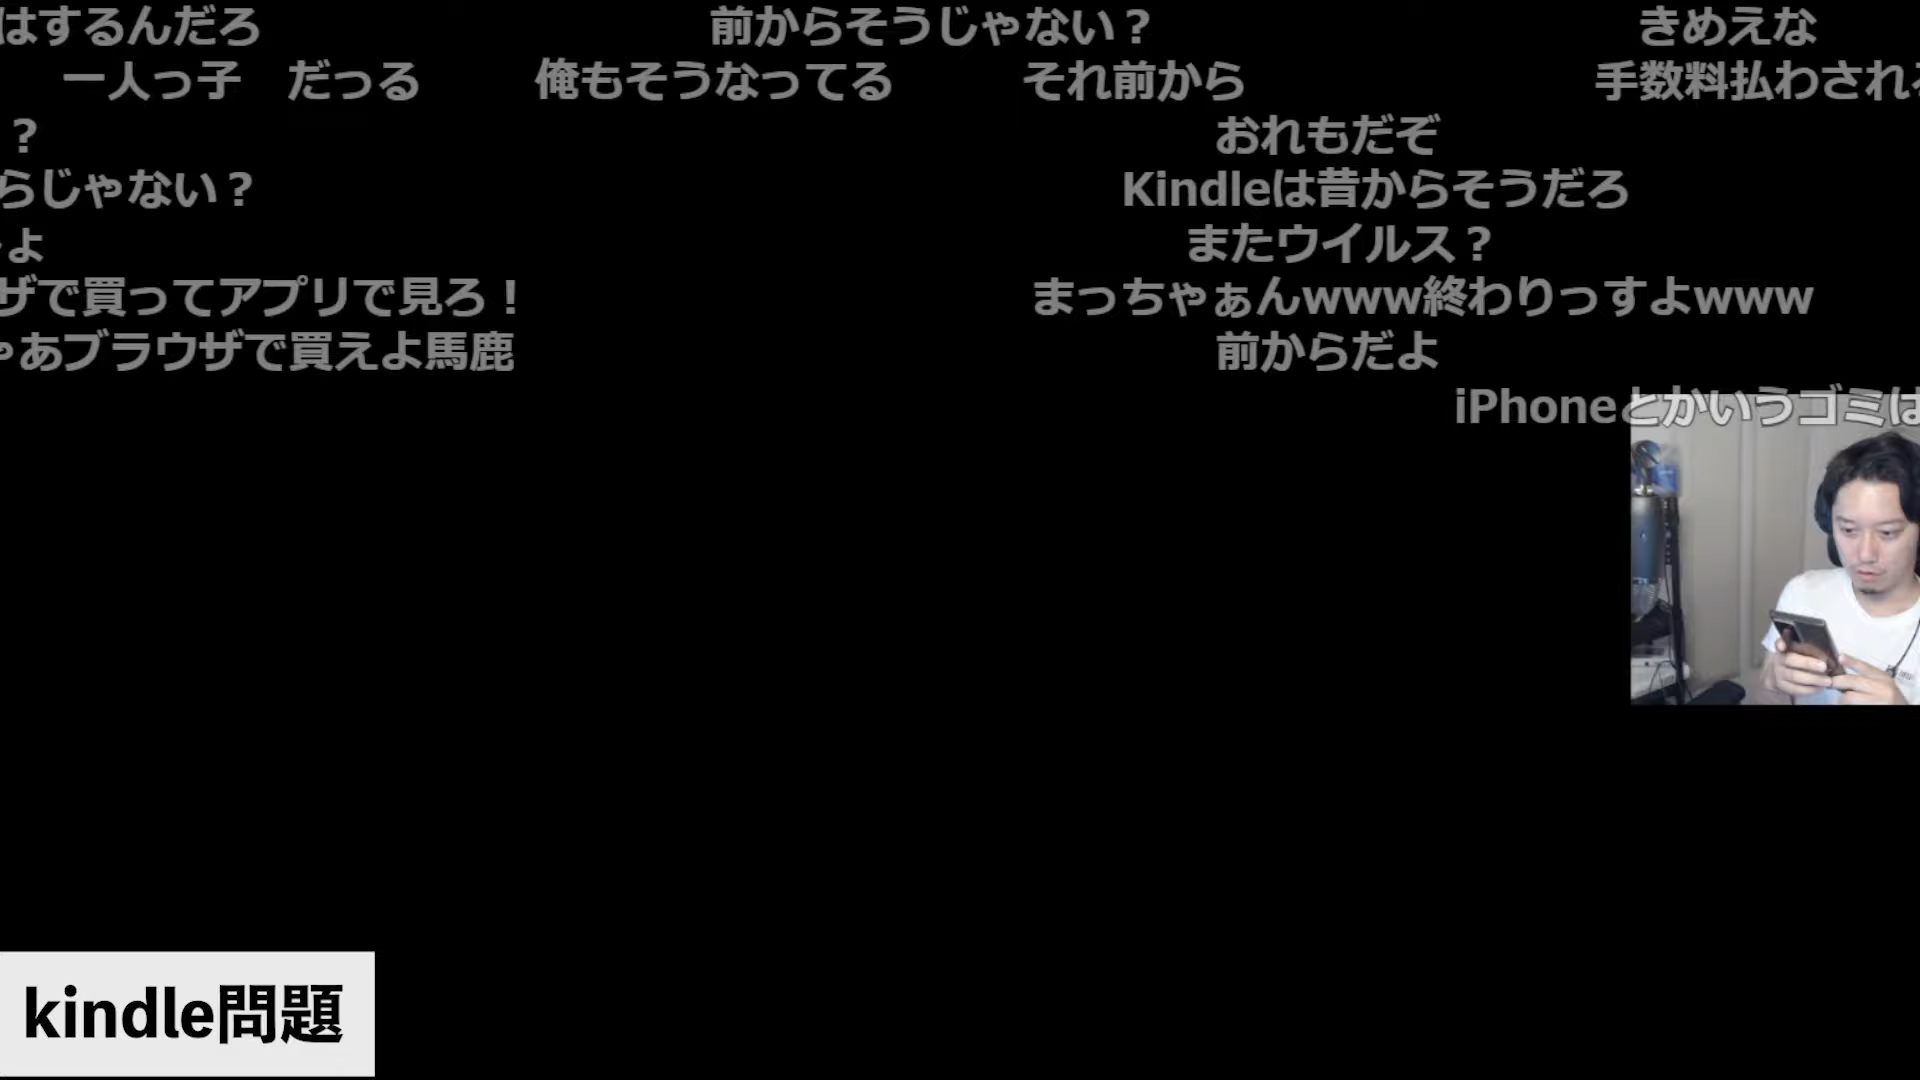 はするんだろ 前からそうじゃない？ きめえな
一人っ子 だっる 俺もそうなってる それ前から 手数料払わされ
？ おれもだぞ
らじゃない？ Kindleは昔からそうだろ
よ またウイルス？
ザで買ってアプリで見ろ！ まっちゃぁんwww終わりっすよwww
ゃあブラウザで買えよ馬鹿 前からだよ
iPhoneとかいうゴミは
kindle問題